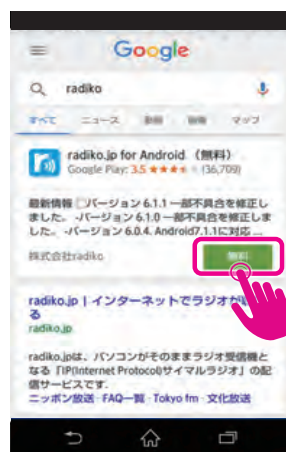 Google
radiko
すべて ニュース 動画 画像 マップ
radiko.jp for Android （無料）
Google Play: 3.5 ★★★★ (36,709)
最新情報 □バージョン 6.1.1 一部不具合を修正し
ました。 -バージョン 6.1.0 一部不具合を修正しま
した。 -バージョン 6.0.4. Android7.1.1に対応 ...
株式会社radiko 無料
radiko.jp | インターネットでラジオが
る
radiko.jp
radiko.jpは、パソコンがそのままラジオ受信機と
なる「IP(Internet Protocol)サイマルラジオ」の配
信サービスです.
ニッポン放送 - FAQ一覧 - Tokyo fm - 文化放送